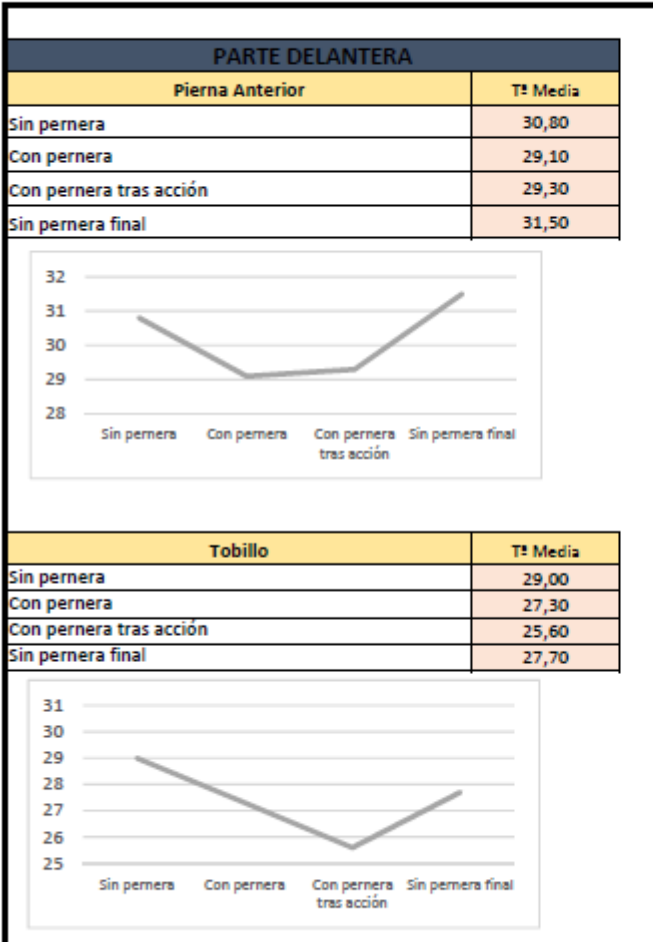 PARTE DELANTERA
Pierna Anterior Tª Media
Sin pernera 30,80
Con pernera 29,10
Con pernera tras acción 29,30
Sin pernera final 31,50
32
31
30
29
28
Sin pernera Con pernera Con pernera tras acción Sin pernera final
Tobillo Tª Media
Sin pernera 29,00
Con pernera 27,30
Con pernera tras acción 25,60
Sin pernera final 27,70
31
30
29
28
27
26
25
Sin pernera Con pernera Con pernera tras acción Sin pernera final